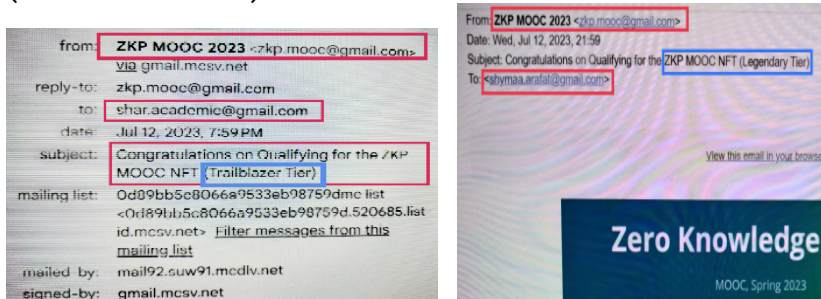 from: ZKP MOOC 2023 <zkp.mooc@gmail.com>
via gmail.mcsv.net
reply-to: zkp.mooc@gmail.com
to: shar.academic@gmail.com
date: Jul 12, 2023, 7:59 PM
subject: Congratulations on Qualifying for the ZKP
MOOC NFT (Trailblazer Tier)
mailing list: 0d89bb5c8066a9533eb98759dmc list
<0d89bb5c8066a9533eb98759d.520685.list
id.mcsv.net> Filter messages from this
mailing list
mailed-by: mail92.suw91.mcdlv.net
signed-by: gmail.mcsv.net
From: ZKP MOOC 2023 <zkp.mooc@gmail.com>
Date: Wed, Jul 12, 2023, 21:59
Subject: Congratulations on Qualifying for the ZKP MOOC NFT (Legendary Tier)
To: <shymaa.arafat@gmail.com>
View this email in your browse
Zero Knowledge
MOOC, Spring 2023